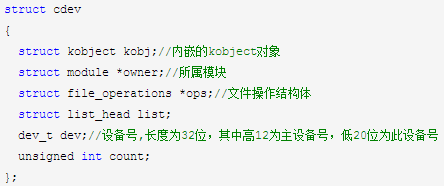 struct cdev
{
struct kobject kobj;//内嵌的kobject对象
struct module *owner;//所属模块
struct file_operations *ops;//文件操作结构体
struct list_head list;
dev_t dev;//设备号,长度为32位，其中高12为主设备号，低20位为此设备号
unsigned int count;
};